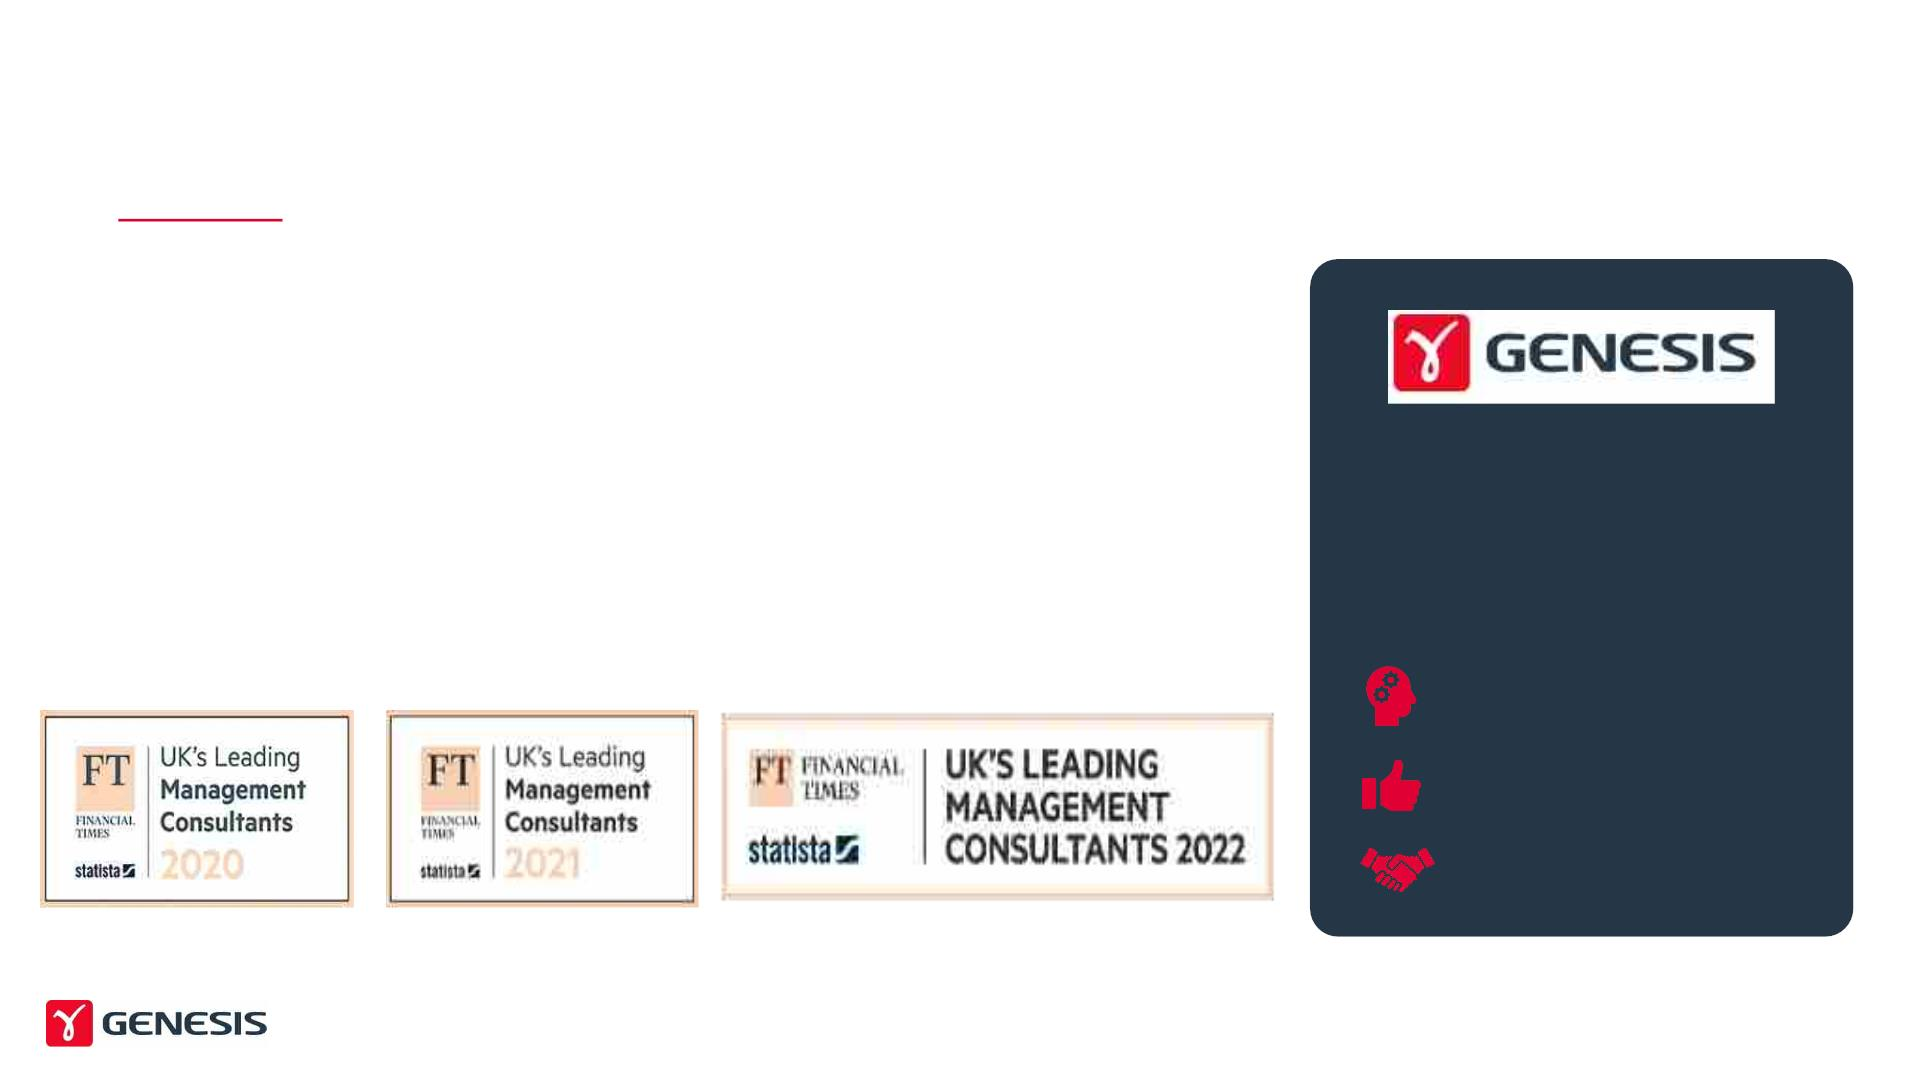 GENESIS
FT
FINANCIAL
TIMES
statista
UK's Leading
Management
Consultants
2020
FT
FINANCIAL
TIMES
statista
UK's Leading
Management
Consultants
2021
FT FINANCIAL
TIMES
statista
UK'S LEADING
MANAGEMENT
CONSULTANTS 2022
GENESIS